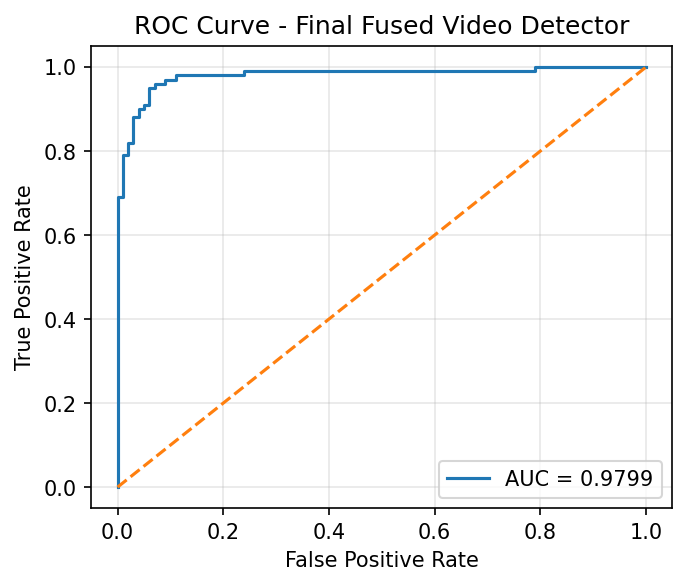 ROC Curve - Final Fused Video Detector
True Positive Rate
1.0
0.8
0.6
0.4
0.2
0.0
AUC = 0.9799
0.0 0.2 0.4 0.6 0.8 1.0
False Positive Rate